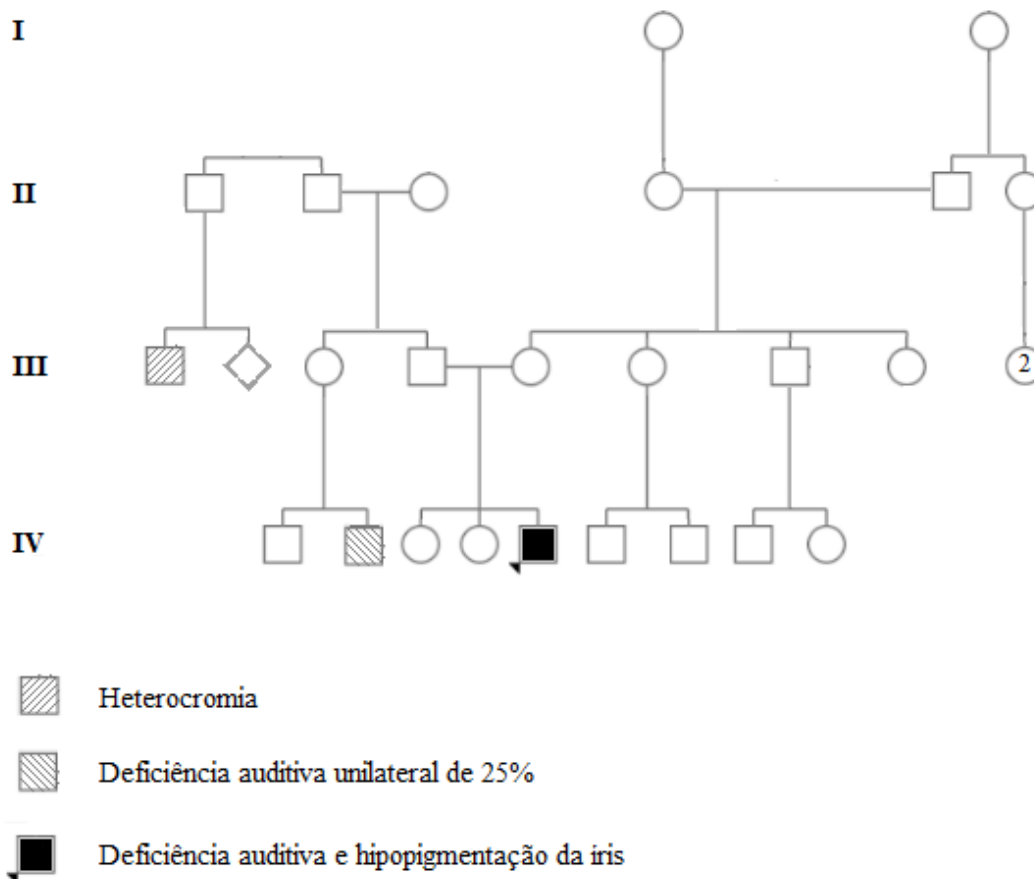 I
II
III
2
IV
Heterocromia
Deficiência auditiva unilateral de 25%
Deficiência auditiva e hipopigmentação da iris